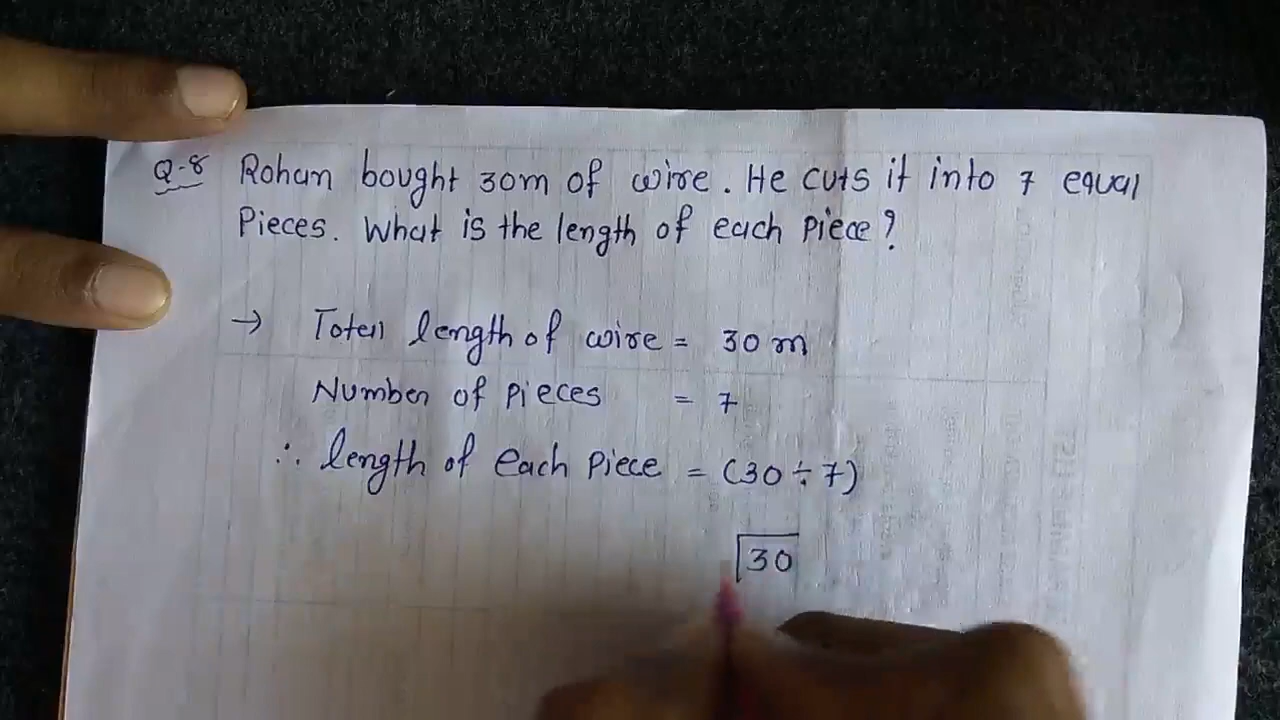 Q-8 Rohan bought 30m of wire. He cuts it into 7 equal
Pieces. What is the length of each piece?
→ Total length of wire = 30 m
Number of Pieces = 7
∴ length of each Piece = (30 ÷ 7)
30